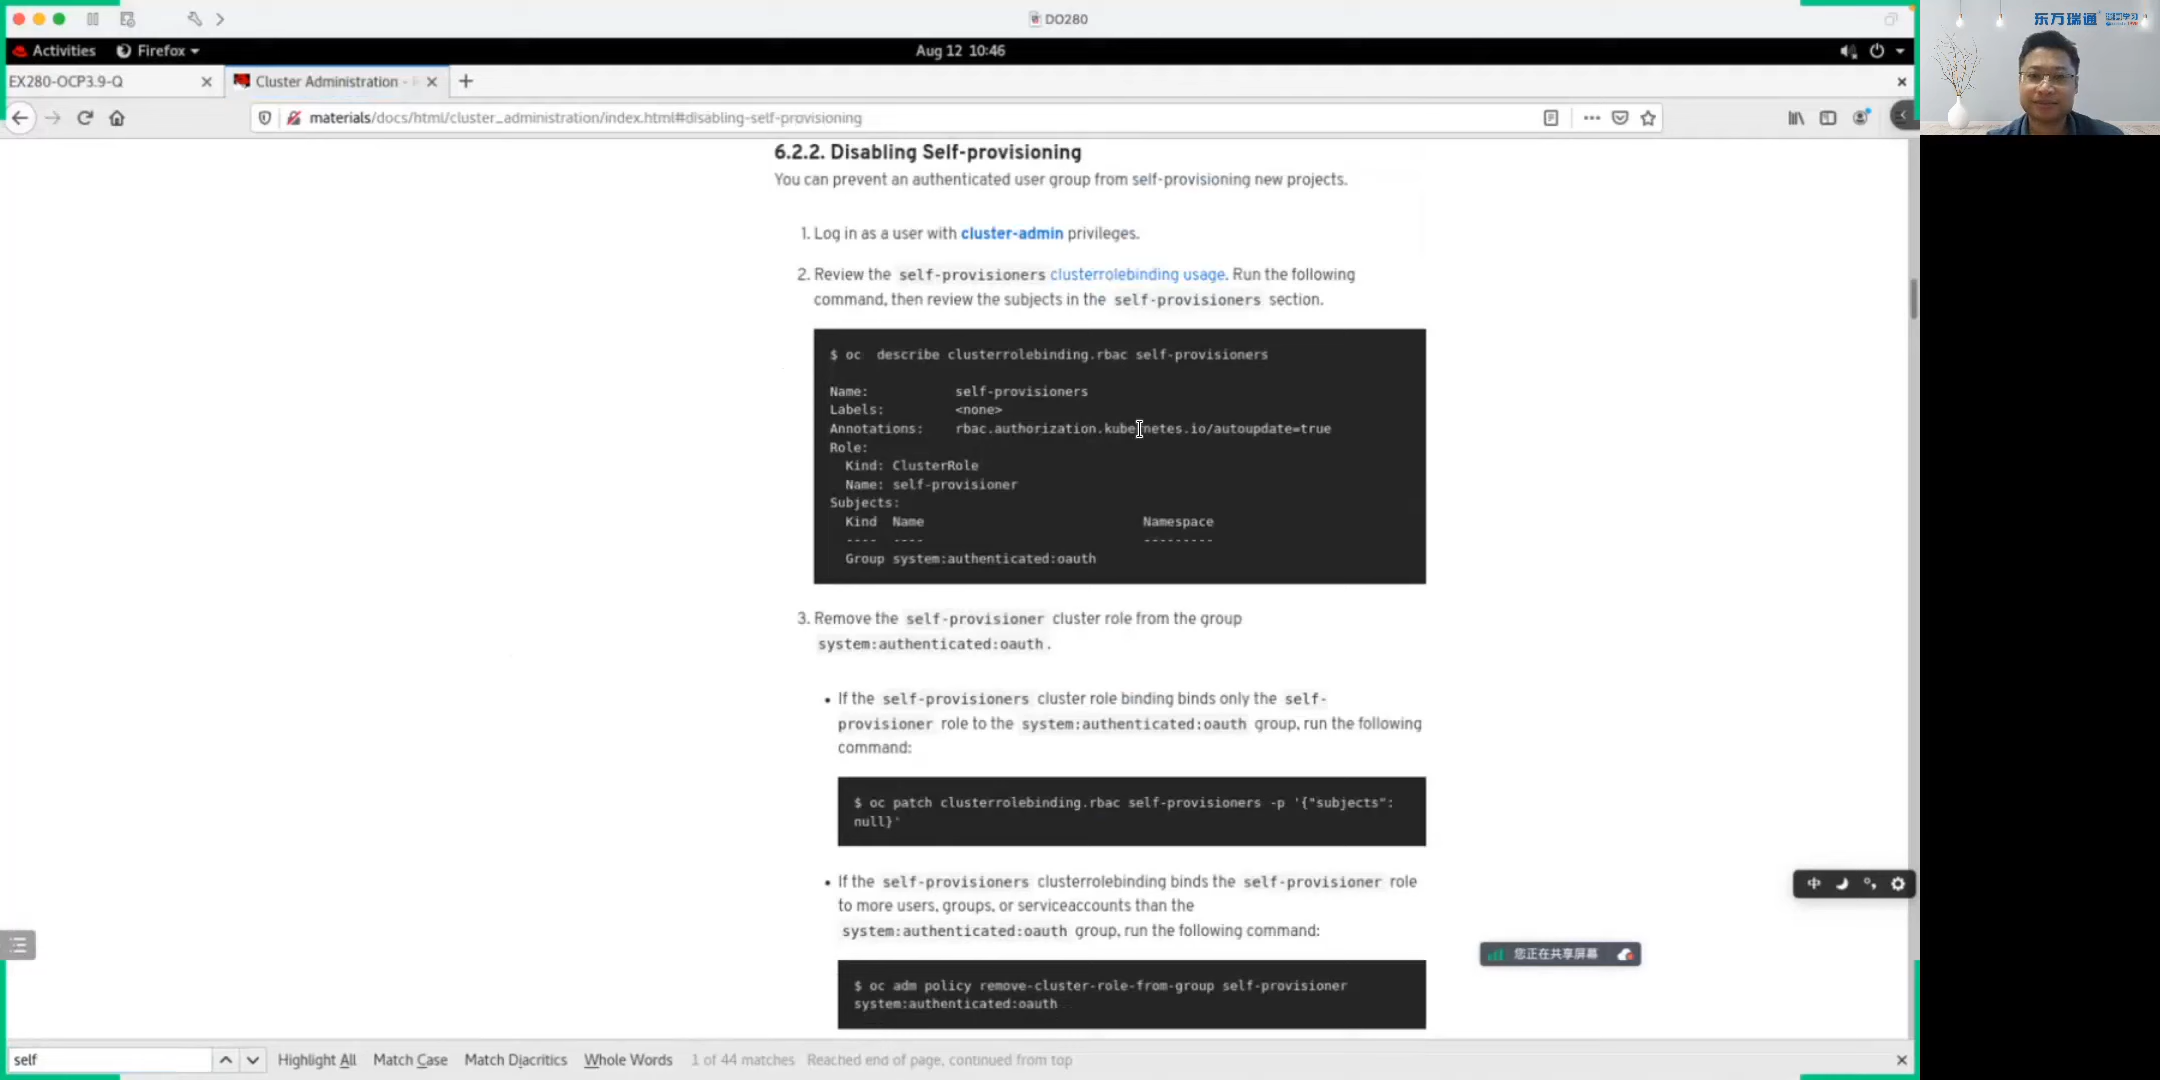 DO280
Activities Firefox Aug 12 10:46
EX280-OCP3.9-Q Cluster Administration -
materials/docs/html/cluster_administration/index.html#disabling-self-provisioning
东方瑞通
6.2.2. Disabling Self-provisioning
You can prevent an authenticated user group from self-provisioning new projects.
1. Log in as a user with cluster-admin privileges.
2. Review the self-provisioners clusterrolebinding usage. Run the following
command, then review the subjects in the self-provisioners section.
$ oc  describe clusterrolebinding.rbac self-provisioners
Name: self-provisioners
Labels: <none>
Annotations: rbac.authorization.kubernetes.io/autoupdate=true
Role:
Kind: ClusterRole
Name: self-provisioner
Subjects:
Kind Name Namespace
---- ---- ---------
Group system:authenticated:oauth
3. Remove the self-provisioner cluster role from the group
system:authenticated:oauth.
• If the self-provisioners cluster role binding binds only the self-
provisioner role to the system:authenticated:oauth group, run the following
command:
$ oc patch clusterrolebinding.rbac self-provisioners -p '{"subjects":
null}'
• If the self-provisioners clusterrolebinding binds the self-provisioner role
to more users, groups, or serviceaccounts than the
system:authenticated:oauth group, run the following command:
$ oc adm policy remove-cluster-role-from-group self-provisioner
system:authenticated:oauth
中
您正在共享屏幕
self Highlight All Match Case Match Diacritics Whole Words 1 of 44 matches Reached end of page, continued from top